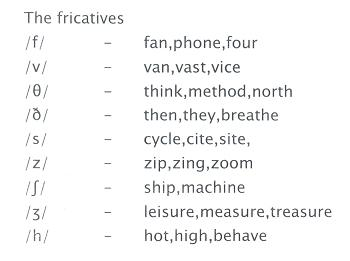 The fricatives
/f/ – fan,phone,four
/v/ – van,vast,vice
/θ/ – think,method,north
/ð/ – then,they,breathe
/s/ – cycle,cite,site,
/z/ – zip,zing,zoom
/ʃ/ – ship,machine
/ʒ/ – leisure,measure,treasure
/h/ – hot,high,behave